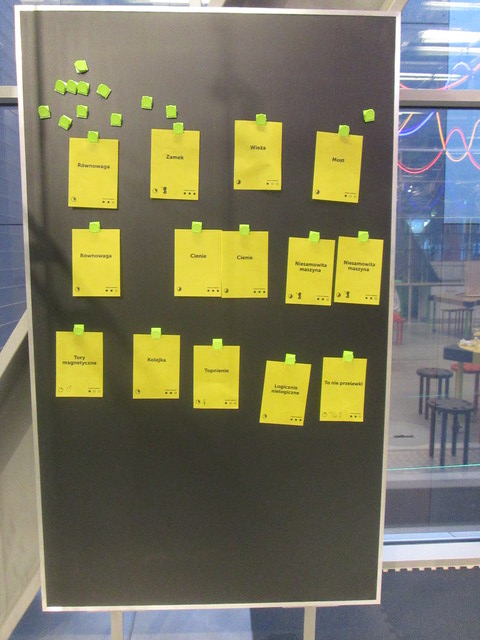 Równowaga
Zamek
Wieża
Most
Równowaga
Cienie
Cienie
Niesamowita
maszyna
Niesamowita
maszyna
Tory
magnetyczne
Kolejka
Topnienie
Logicznie
nielogiczne
To nie przelewki